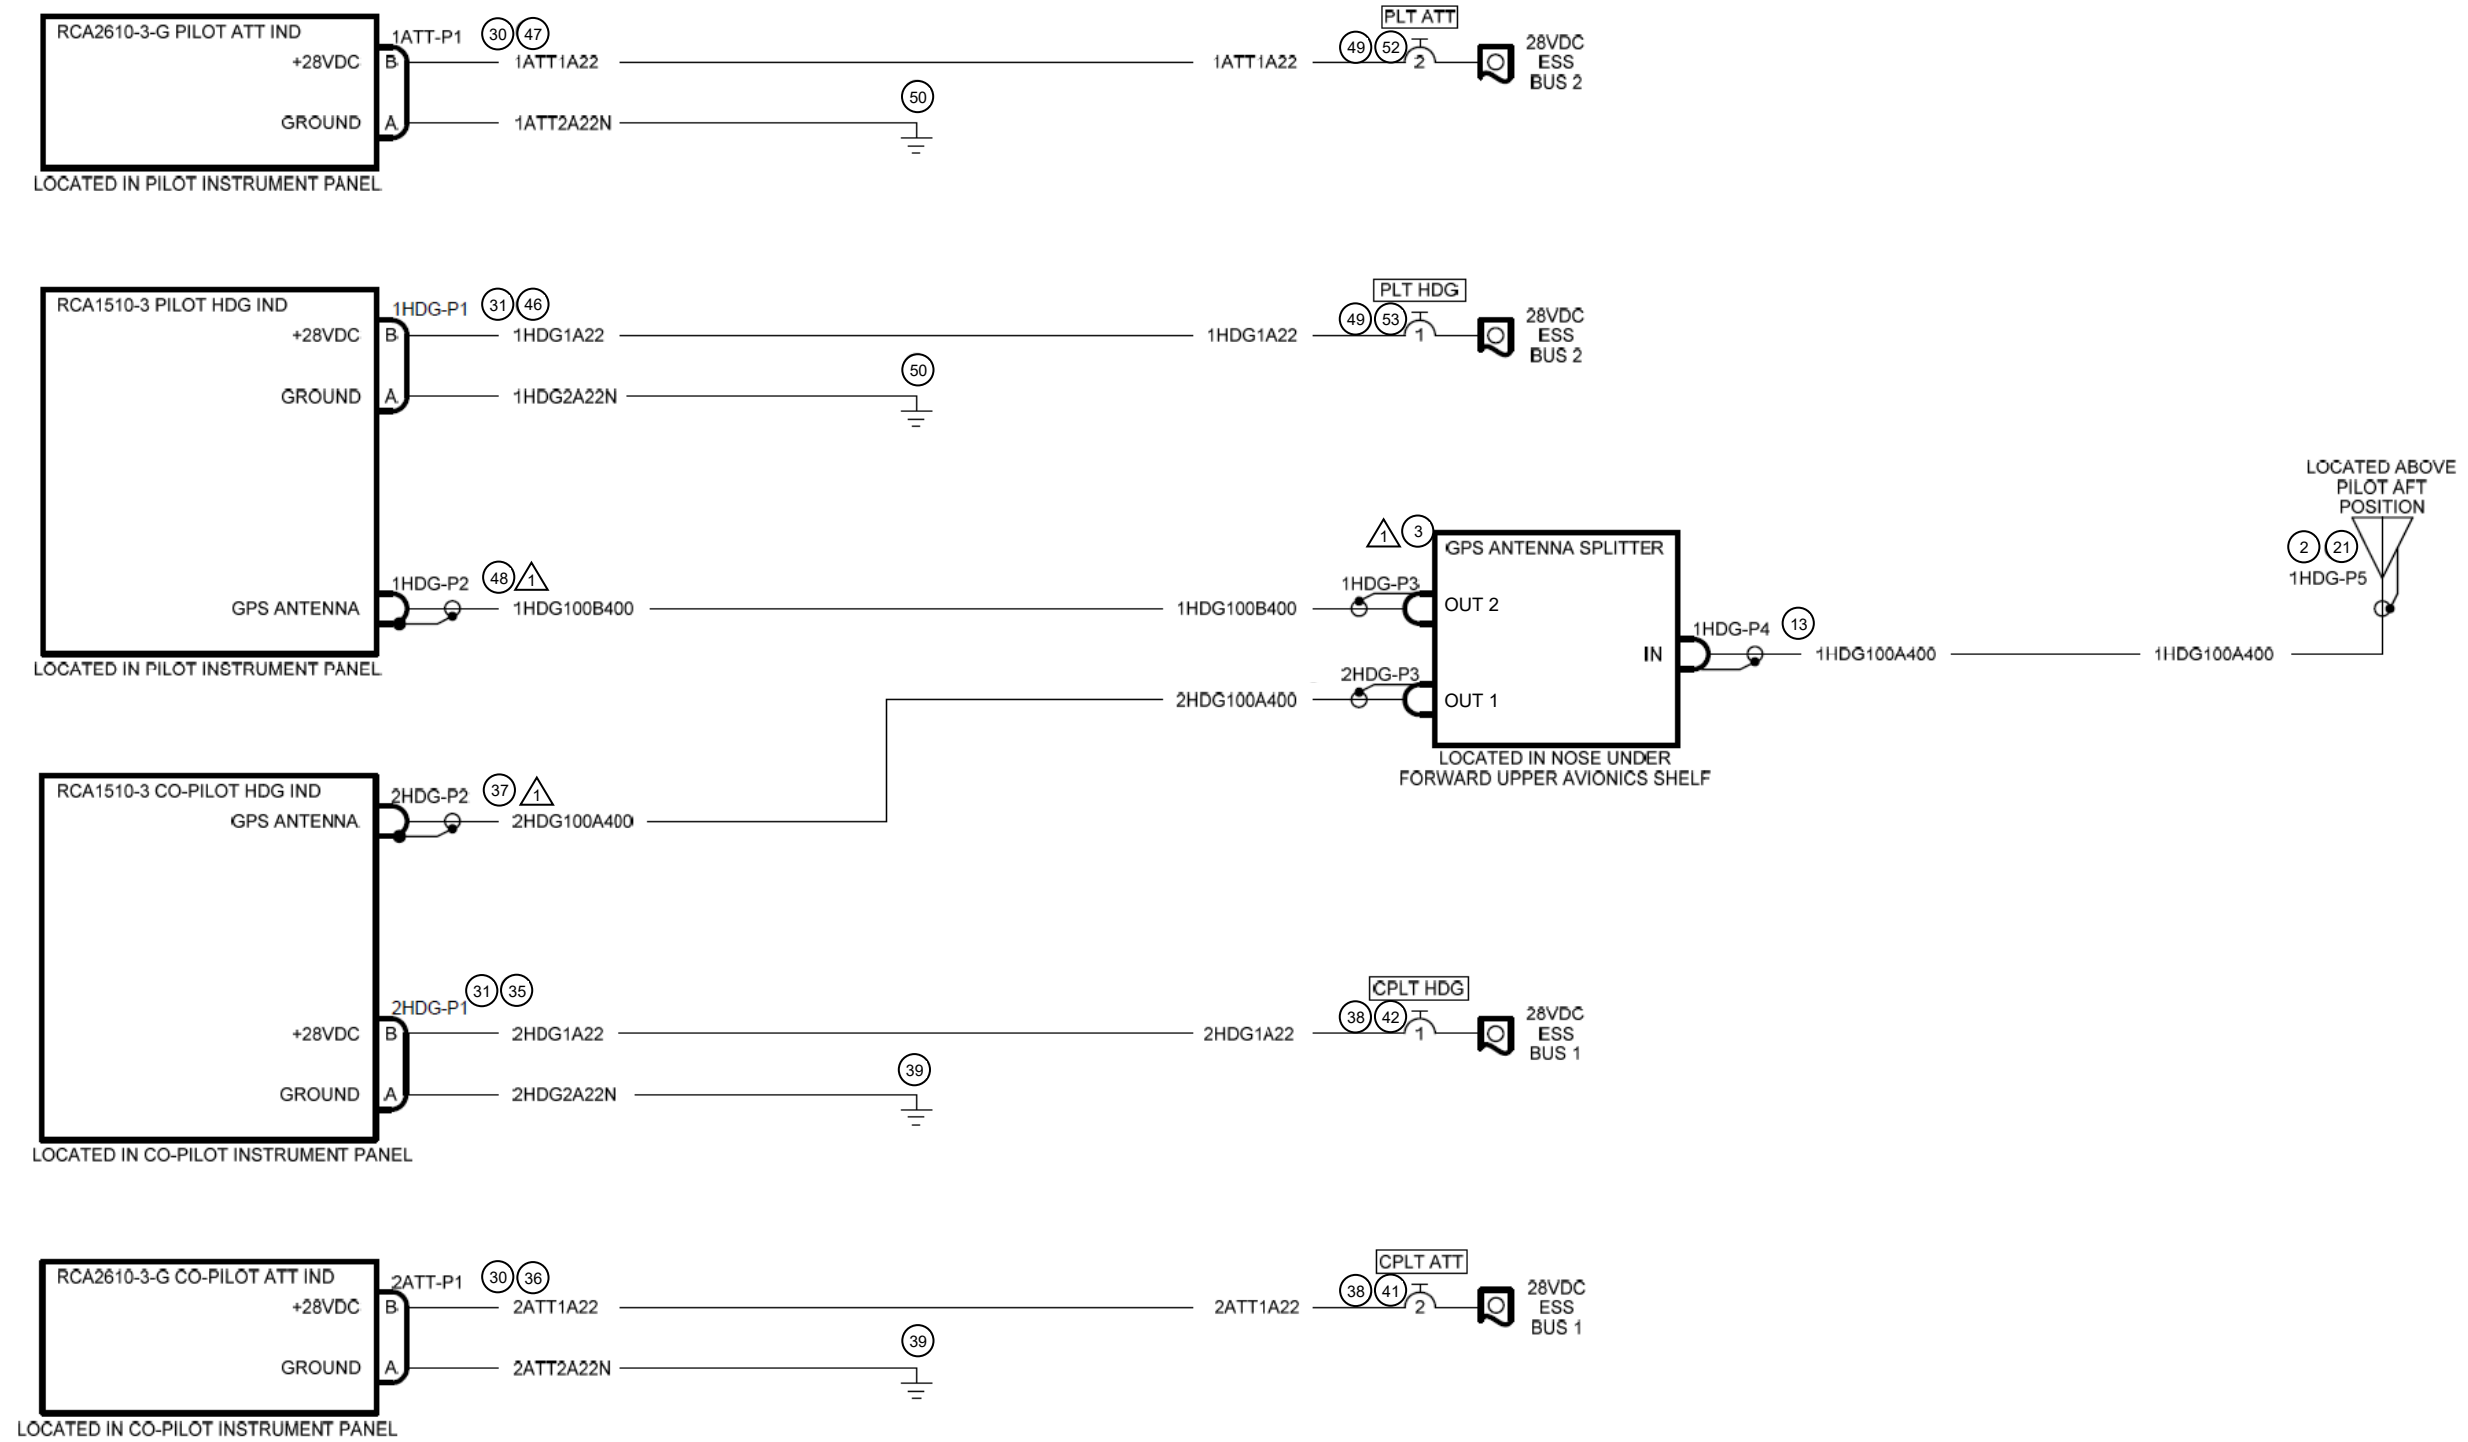 RCA2610-3-G PILOT ATT IND
+28VDC
GROUND
B
A
1ATT-P1
30
47
1ATT1A22
1ATT2A22N
50
1ATT1A22
49
52
PLT ATT
2
28VDC
ESS
BUS 2
LOCATED IN PILOT INSTRUMENT PANEL
RCA1510-3 PILOT HDG IND
+28VDC
GROUND
B
A
1HDG-P1
31
46
1HDG1A22
1HDG2A22N
50
1HDG1A22
49
53
PLT HDG
1
28VDC
ESS
BUS 2
GPS ANTENNA
1HDG-P2
48
1
1HDG100B400
LOCATED IN PILOT INSTRUMENT PANEL
1HDG100B400
2HDG100A400
1HDG-P3
2HDG-P3
1
3
GPS ANTENNA SPLITTER
OUT 2
OUT 1
IN
LOCATED IN NOSE UNDER
FORWARD UPPER AVIONICS SHELF
1HDG-P4
13
1HDG100A400
1HDG100A400
LOCATED ABOVE
PILOT AFT
POSITION
2
21
1HDG-P5
RCA1510-3 CO-PILOT HDG IND
GPS ANTENNA
2HDG-P2
37
1
2HDG100A400
+28VDC
GROUND
B
A
2HDG-P1
31
35
2HDG1A22
2HDG2A22N
39
2HDG1A22
38
42
CPLT HDG
1
28VDC
ESS
BUS 1
LOCATED IN CO-PILOT INSTRUMENT PANEL
RCA2610-3-G CO-PILOT ATT IND
+28VDC
GROUND
B
A
2ATT-P1
30
36
2ATT1A22
2ATT2A22N
39
2ATT1A22
38
41
CPLT ATT
2
28VDC
ESS
BUS 1
LOCATED IN CO-PILOT INSTRUMENT PANEL